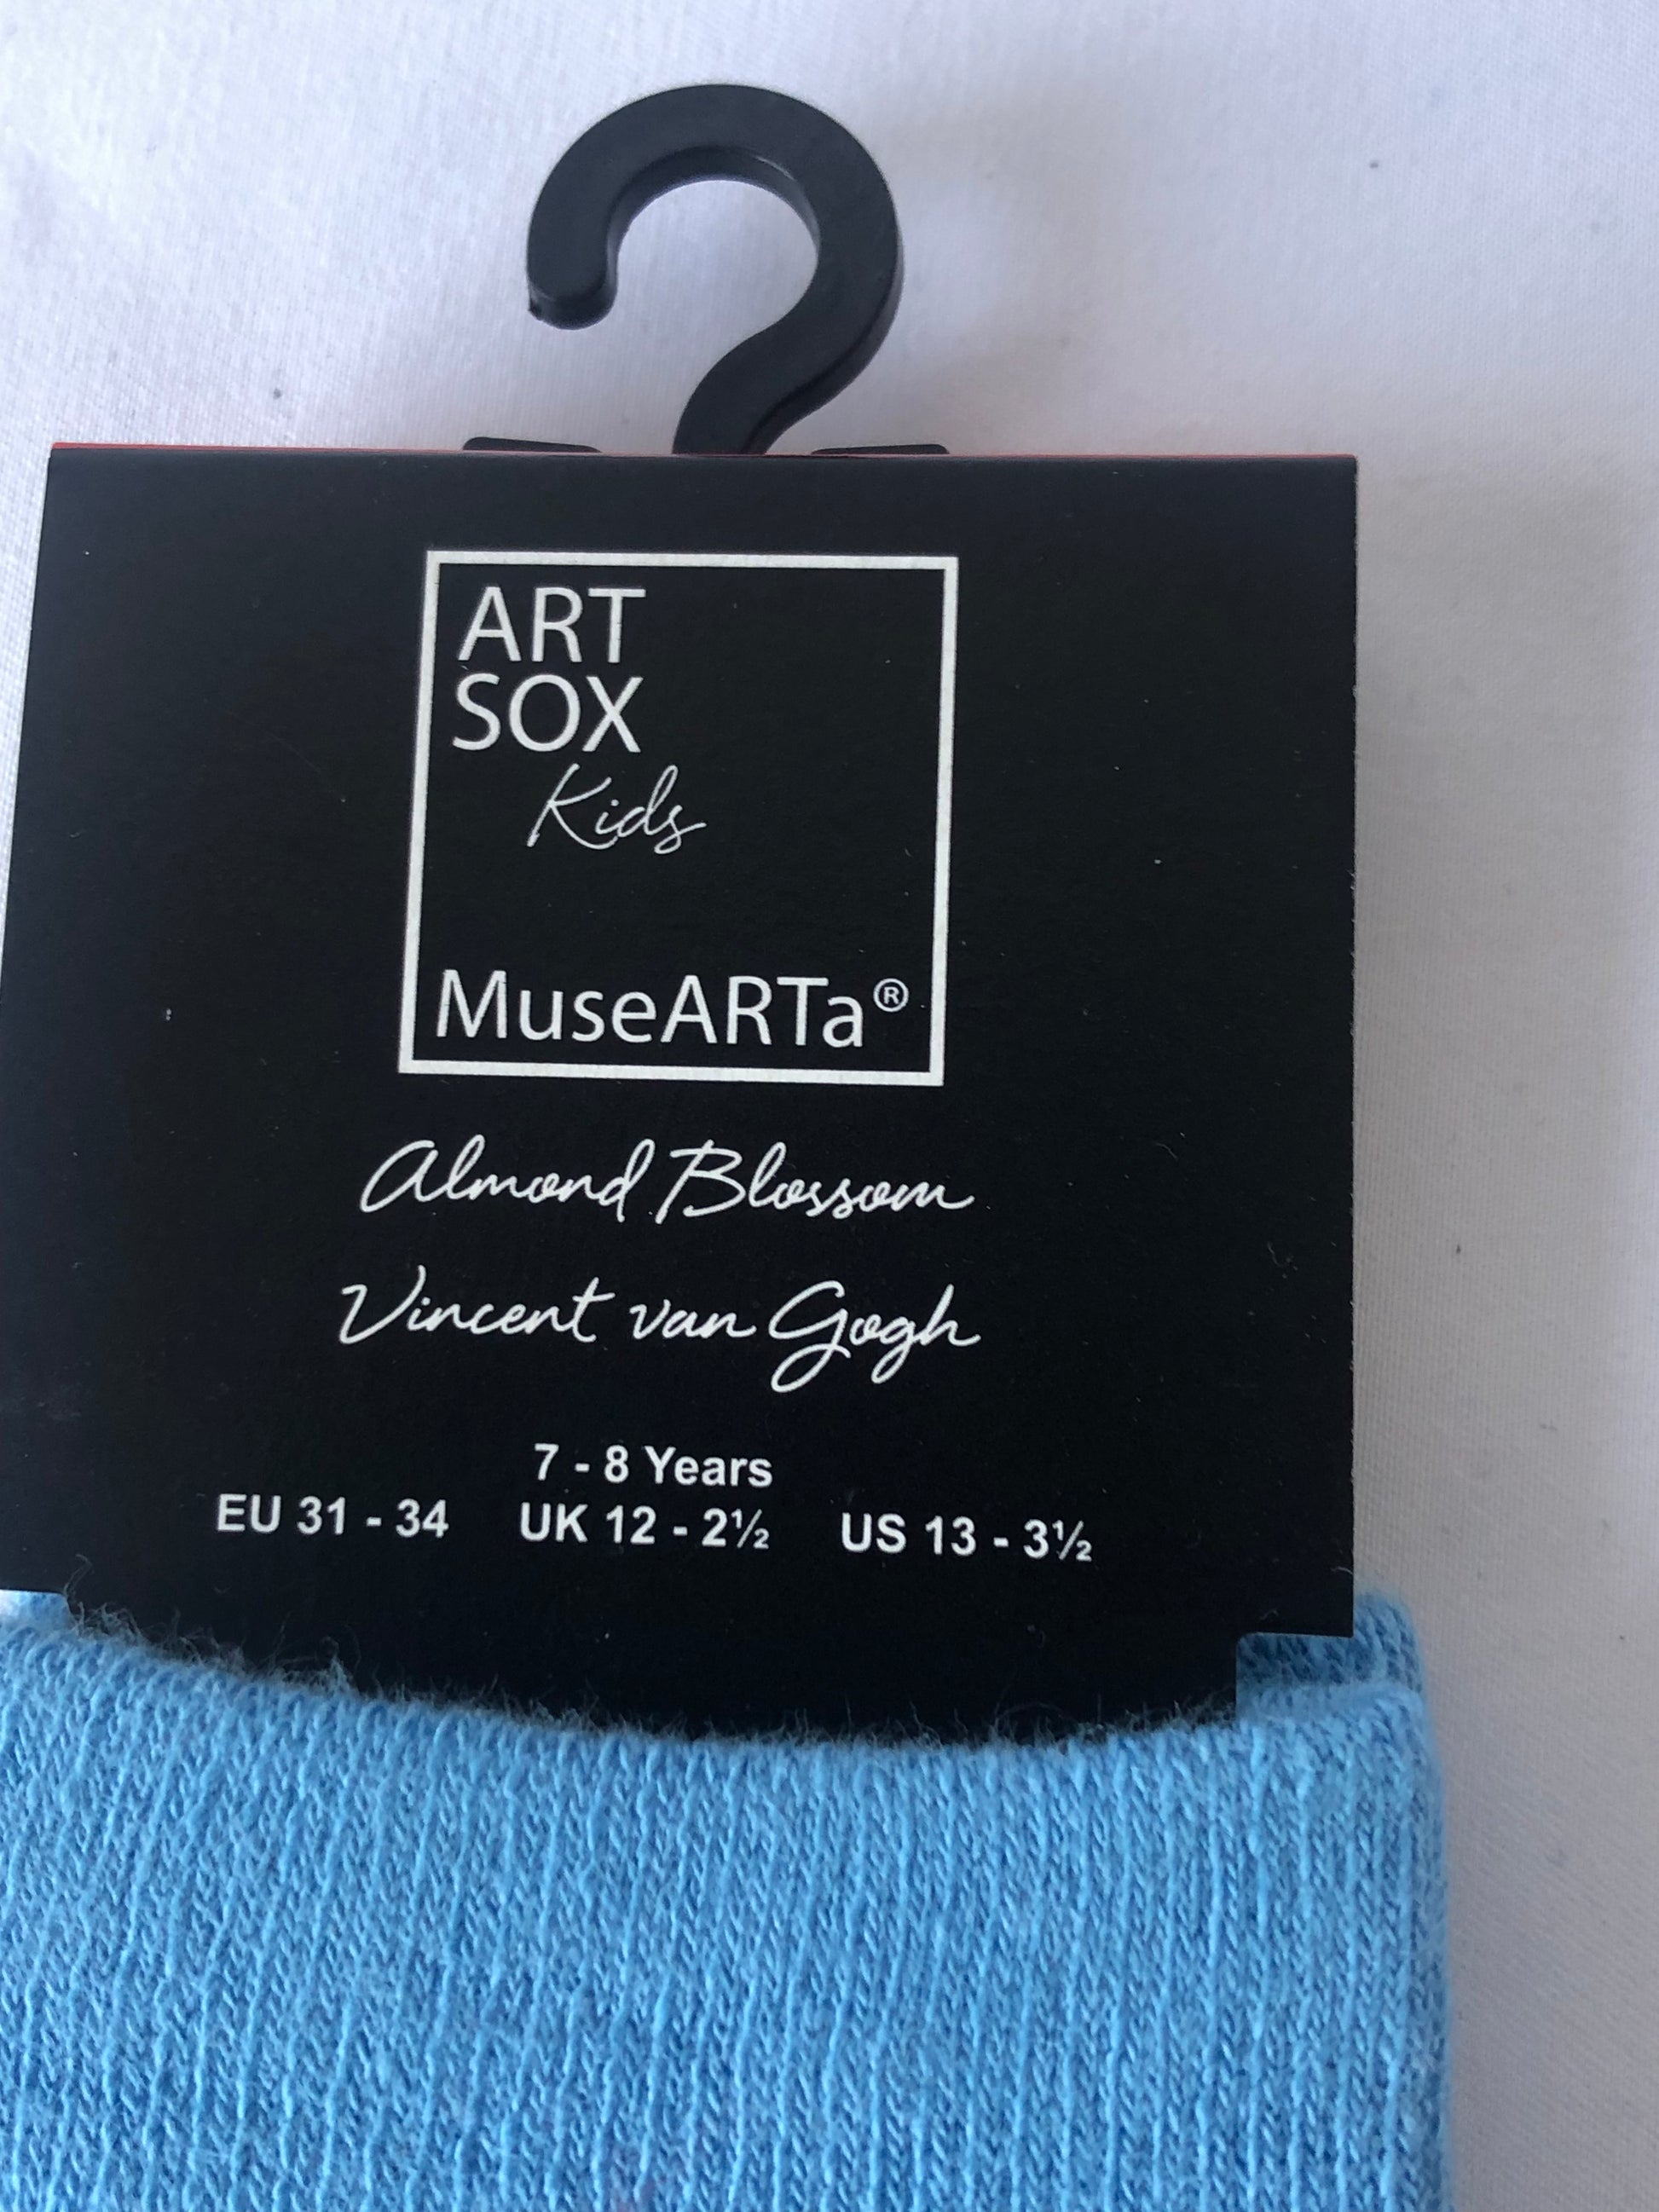 ART
SOX
Kids
MuseARTa®
Almond Blossom
Vincent van Gogh
7 - 8 Years
EU 31 - 34 UK 12 - 2½ US 13 - 3½